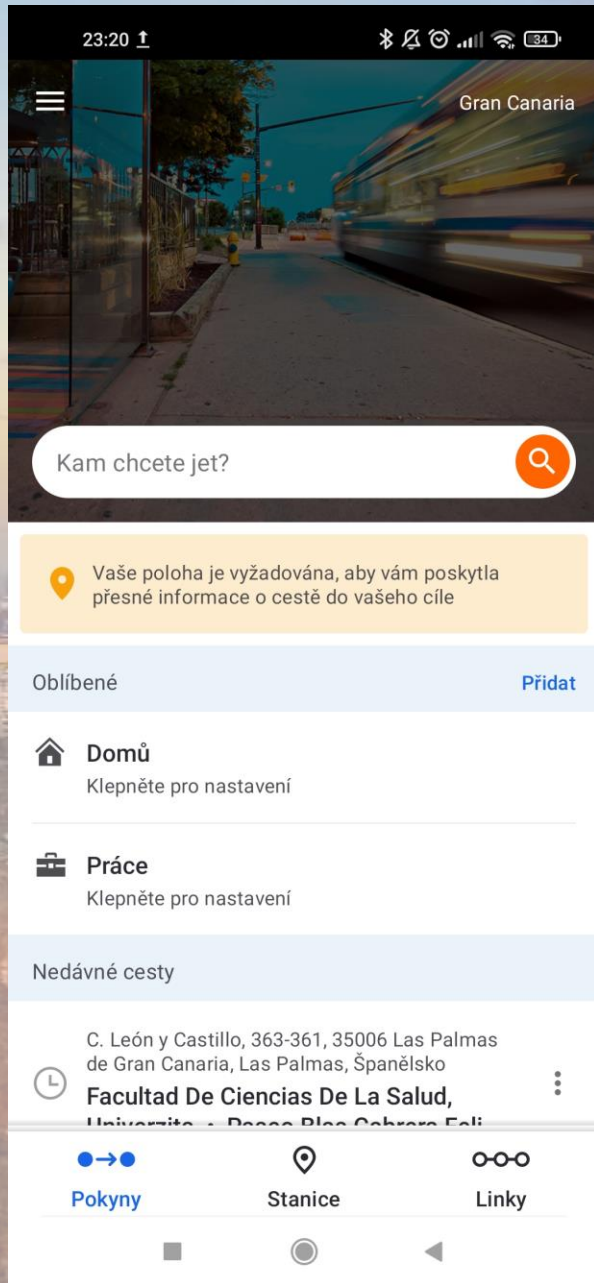 23:20
34
Gran Canaria
Kam chcete jet?
Vaše poloha je vyžadována, aby vám poskytla
přesné informace o cestě do vašeho cíle
Oblíbené
Přidat
Domů
Klepněte pro nastavení
Práce
Klepněte pro nastavení
Nedávné cesty
C. León y Castillo, 363-361, 35006 Las Palmas
de Gran Canaria, Las Palmas, Španělsko
Facultad De Ciencias De La Salud,
Pokyny
Stanice
Linky